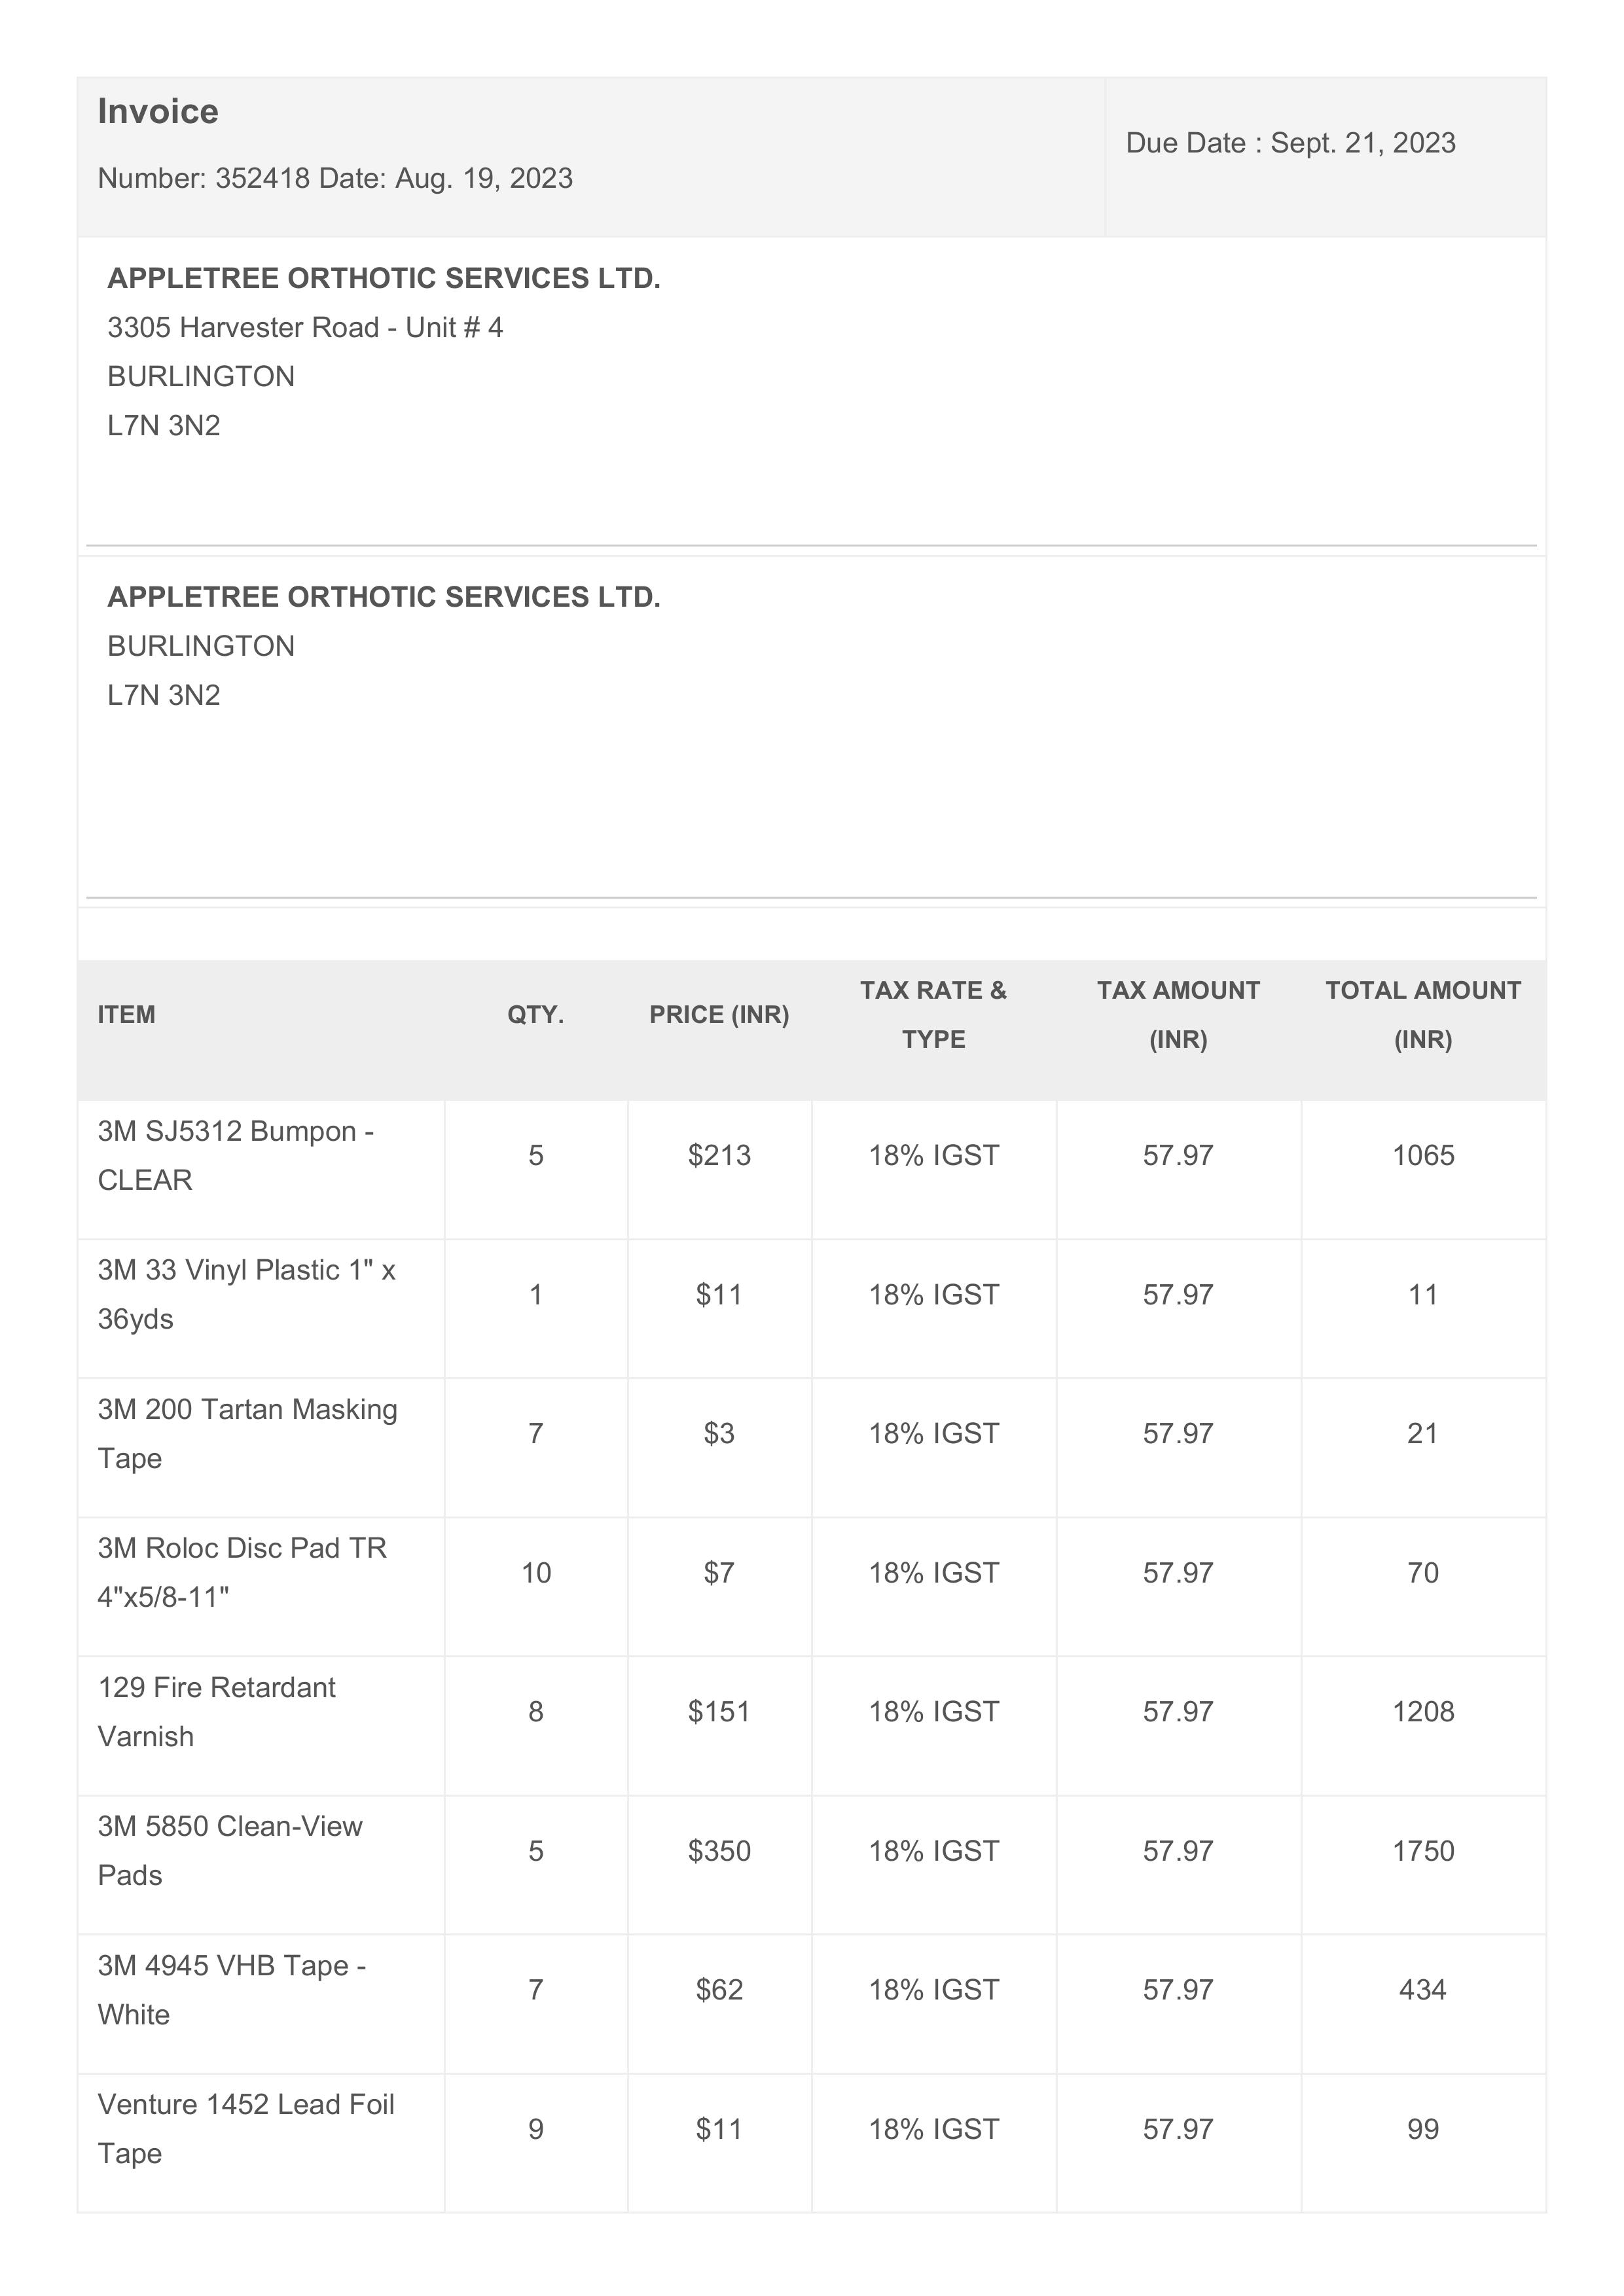 Invoice
Number: 352418 Date: Aug. 19, 2023
Due Date : Sept. 21, 2023
APPLETREE ORTHOTIC SERVICES LTD.
3305 Harvester Road - Unit # 4
BURLINGTON
L7N 3N2
APPLETREE ORTHOTIC SERVICES LTD.
BURLINGTON
L7N 3N2
ITEM QTY. PRICE (INR) TAX RATE & TYPE TAX AMOUNT (INR) TOTAL AMOUNT (INR)
3M SJ5312 Bumpon - CLEAR 5 $213 18% IGST 57.97 1065
3M 33 Vinyl Plastic 1" x 36yds 1 $11 18% IGST 57.97 11
3M 200 Tartan Masking Tape 7 $3 18% IGST 57.97 21
3M Roloc Disc Pad TR 4"x5/8-11" 10 $7 18% IGST 57.97 70
129 Fire Retardant Varnish 8 $151 18% IGST 57.97 1208
3M 5850 Clean-View Pads 5 $350 18% IGST 57.97 1750
3M 4945 VHB Tape - White 7 $62 18% IGST 57.97 434
Venture 1452 Lead Foil Tape 9 $11 18% IGST 57.97 99